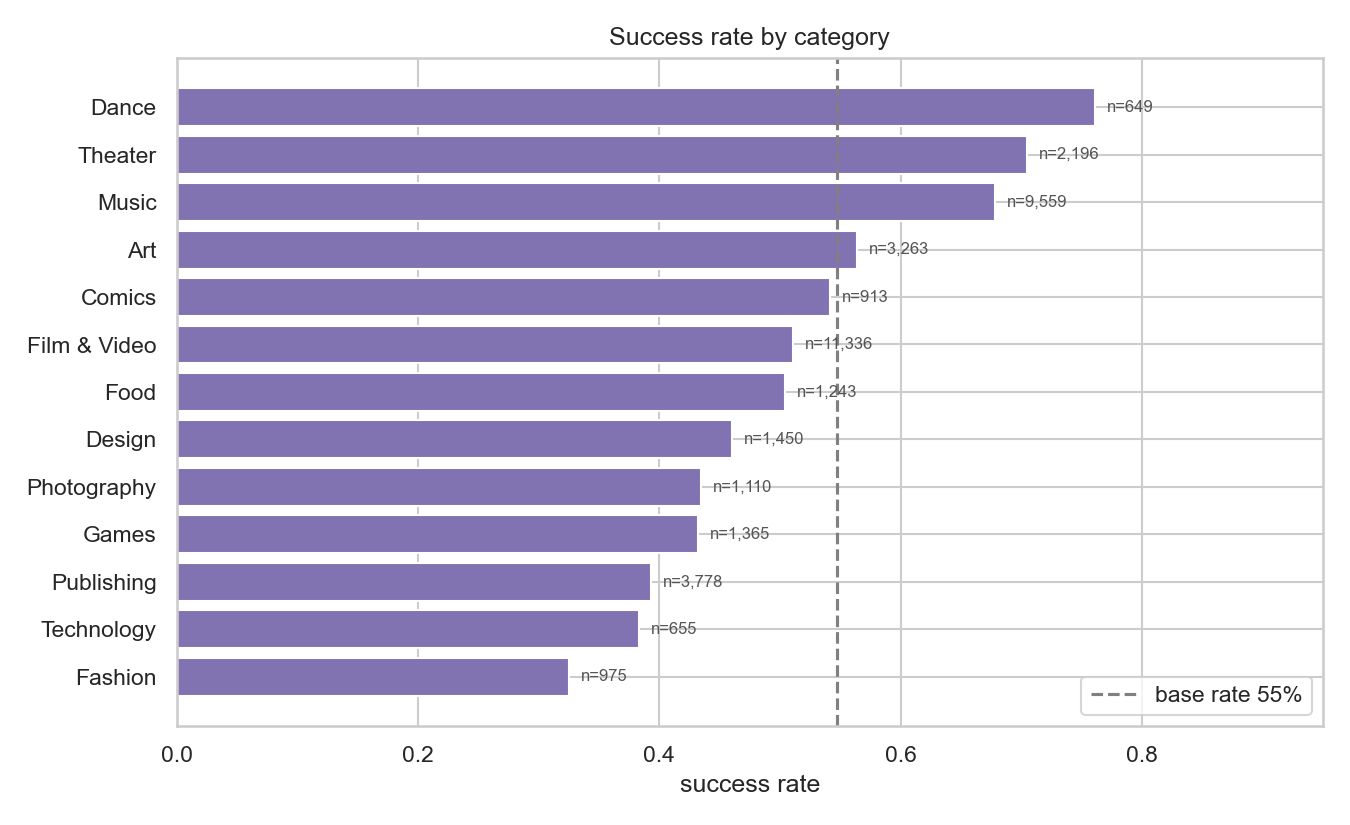 Success rate by category
Dance n=649
Theater n=2,196
Music n=9,559
Art n=3,263
Comics n=913
Film & Video n=11,336
Food n=1,243
Design n=1,450
Photography n=1,110
Games n=1,365
Publishing n=3,778
Technology n=655
Fashion n=975
base rate 55%
0.0 0.2 0.4 0.6 0.8
success rate